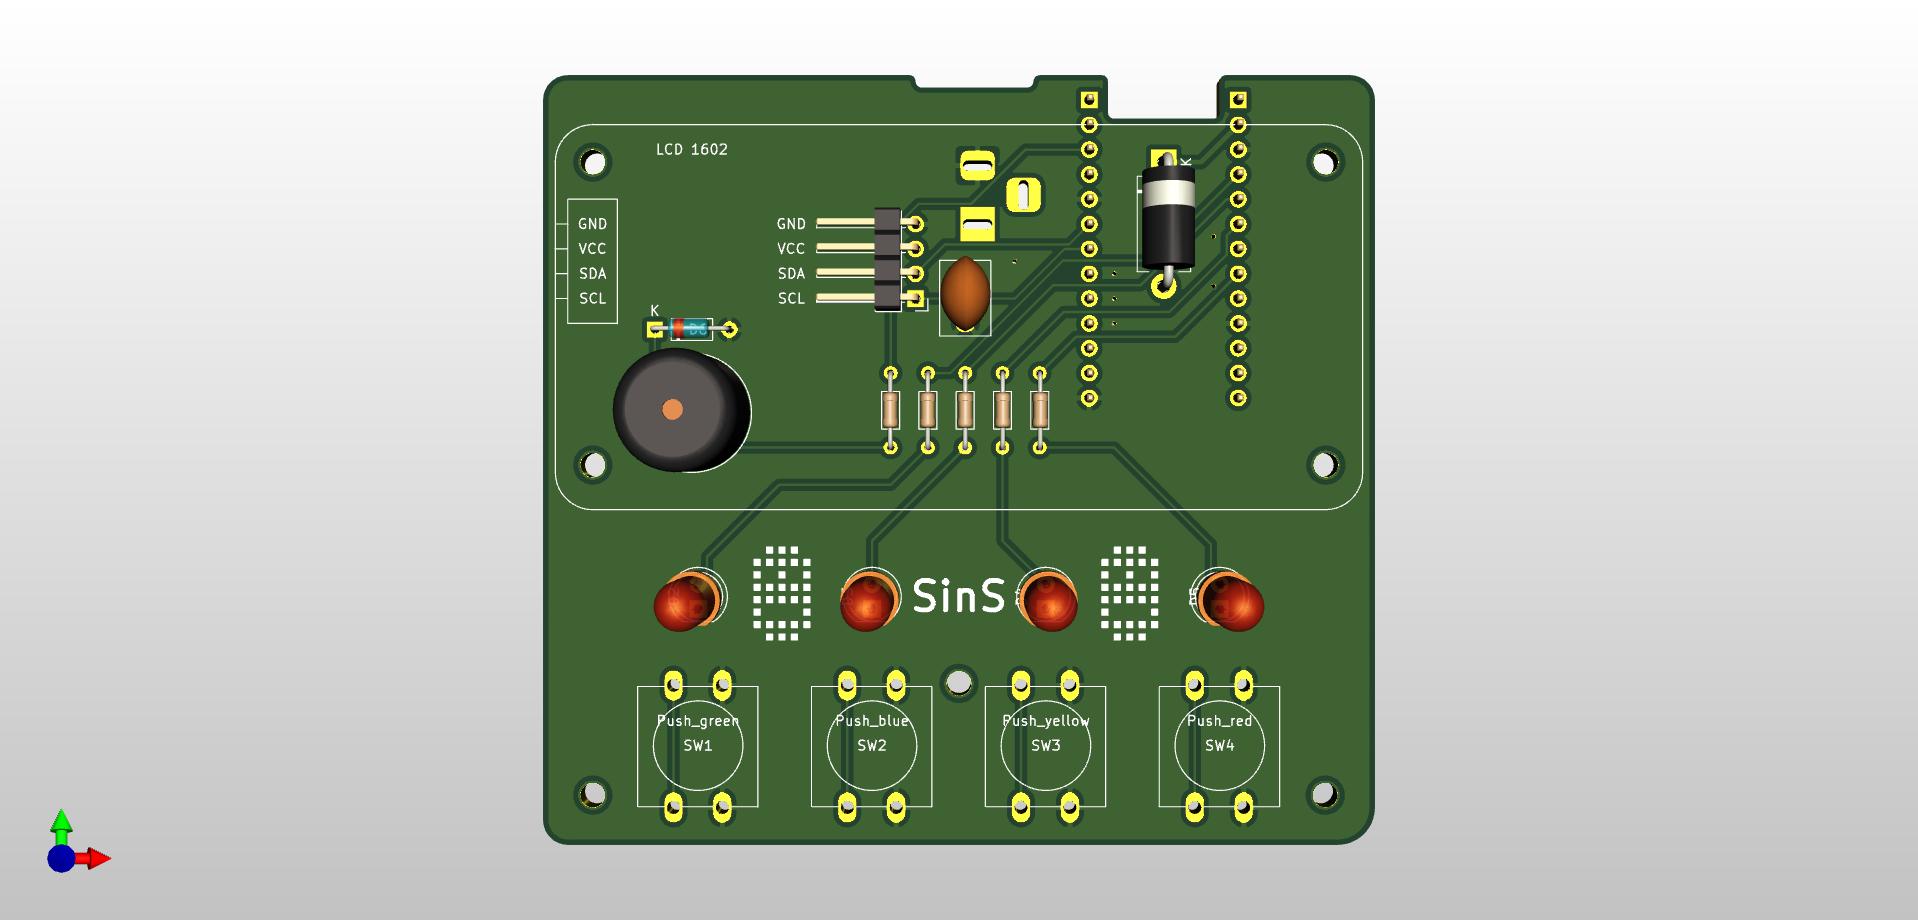 LCD 1602
K
GND
VCC
SDA
SCL
GND
VCC
SDA
SCL
K
SinS
Push_green
SW1
Push_blue
SW2
Push_yellow
SW3
Push_red
SW4